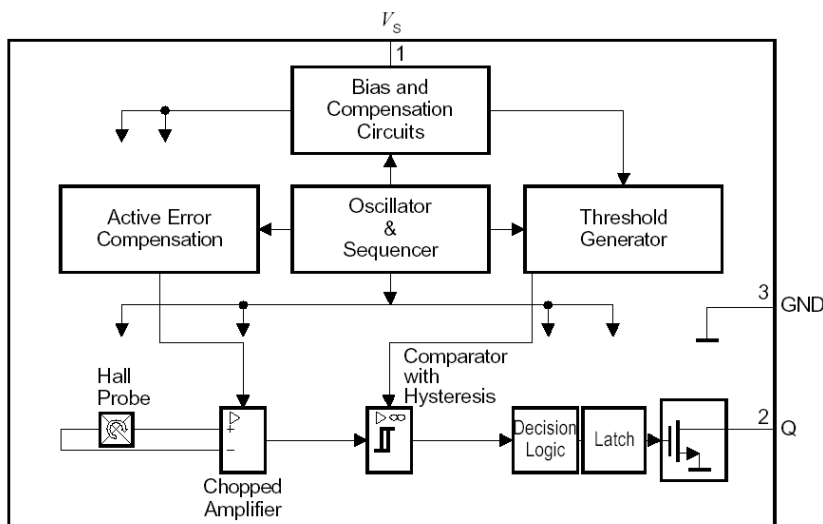 VS
1
Bias and
Compensation
Circuits
Active Error
Compensation
Oscillator
&
Sequencer
Threshold
Generator
3
GND
Comparator
with
Hysteresis
Hall
Probe
+
−
∞
Decision
Logic
Latch
2
Q
Chopped
Amplifier